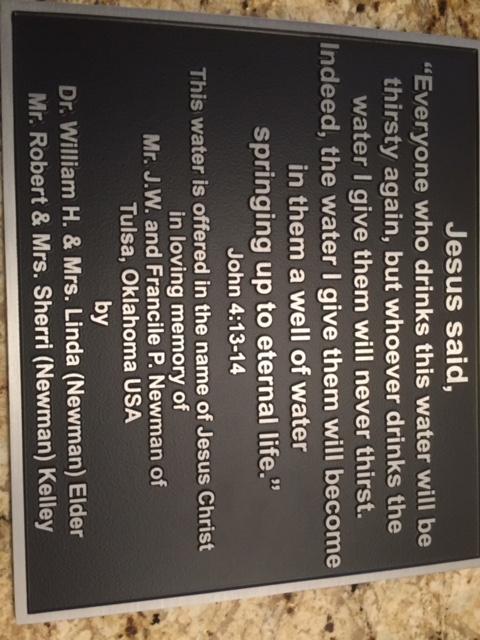 Jesus said,
“Everyone who drinks this water will be
thirsty again, but whoever drinks the
water I give them will never thirst.
Indeed, the water I give them will become
in them a well of water
springing up to eternal life.”
John 4:13-14
This water is offered in the name of Jesus Christ
in loving memory of
Mr. J.W. and Francile P. Newman of
Tulsa, Oklahoma USA
by
Dr. William H. & Mrs. Linda (Newman) Elder
Mr. Robert & Mrs. Sherri (Newman) Kelley